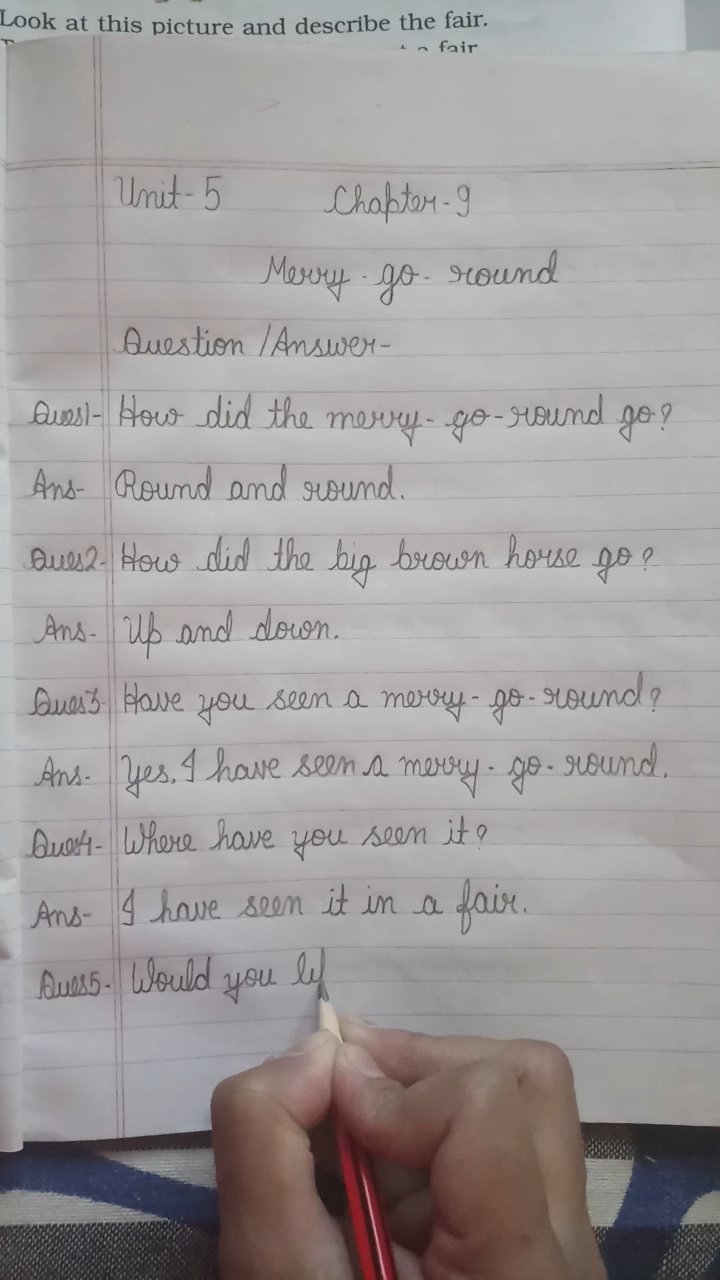 Look at this picture and describe the fair.
a fair
Unit-5 Chapter-9
Merry-go-round
Question /Answer-
Ques1- How did the merry-go-round go?
Ans- Round and round.
Ques2- How did the big brown horse go?
Ans- Up and down.
Ques3- Have you seen a merry-go-round?
Ans- Yes, I have seen a merry-go-round.
Ques4- Where have you seen it?
Ans- I have seen it in a fair.
Ques5- Would you